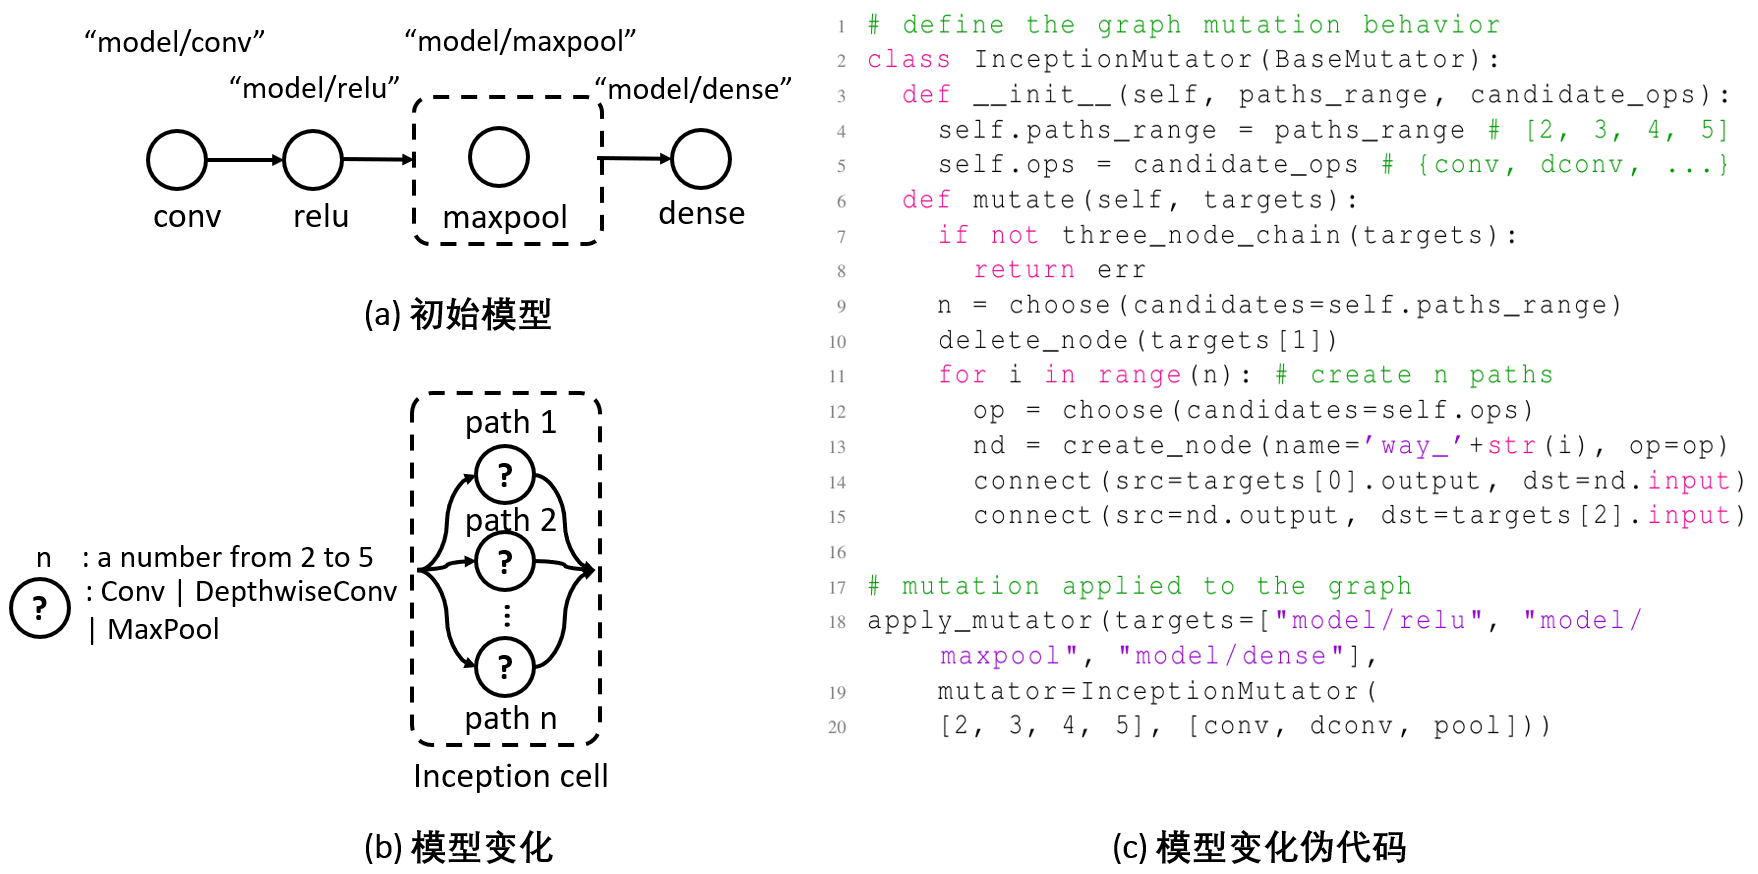 “model/conv”
“model/maxpool”
“model/relu”
“model/dense”
conv
relu
maxpool
dense
(a) 初始模型
path 1
?
path 2
?
⋮
?
path n
n : a number from 2 to 5
? : Conv | DepthwiseConv
| MaxPool
Inception cell
(b) 模型变化
1 # define the graph mutation behavior
2 class InceptionMutator(BaseMutator):
3 def __init__(self, paths_range, candidate_ops):
4 self.paths_range = paths_range # [2, 3, 4, 5]
5 self.ops = candidate_ops # {conv, dconv, ...}
6 def mutate(self, targets):
7 if not three_node_chain(targets):
8 return err
9 n = choose(candidates=self.paths_range)
10 delete_node(targets[1])
11 for i in range(n): # create n paths
12 op = choose(candidates=self.ops)
13 nd = create_node(name=’way_’+str(i), op=op)
14 connect(src=targets[0].output, dst=nd.input)
15 connect(src=nd.output, dst=targets[2].input)
16
17 # mutation applied to the graph
18 apply_mutator(targets=["model/relu", "model/
maxpool", "model/dense"],
19 mutator=InceptionMutator(
20 [2, 3, 4, 5], [conv, dconv, pool]))
(c) 模型变化伪代码